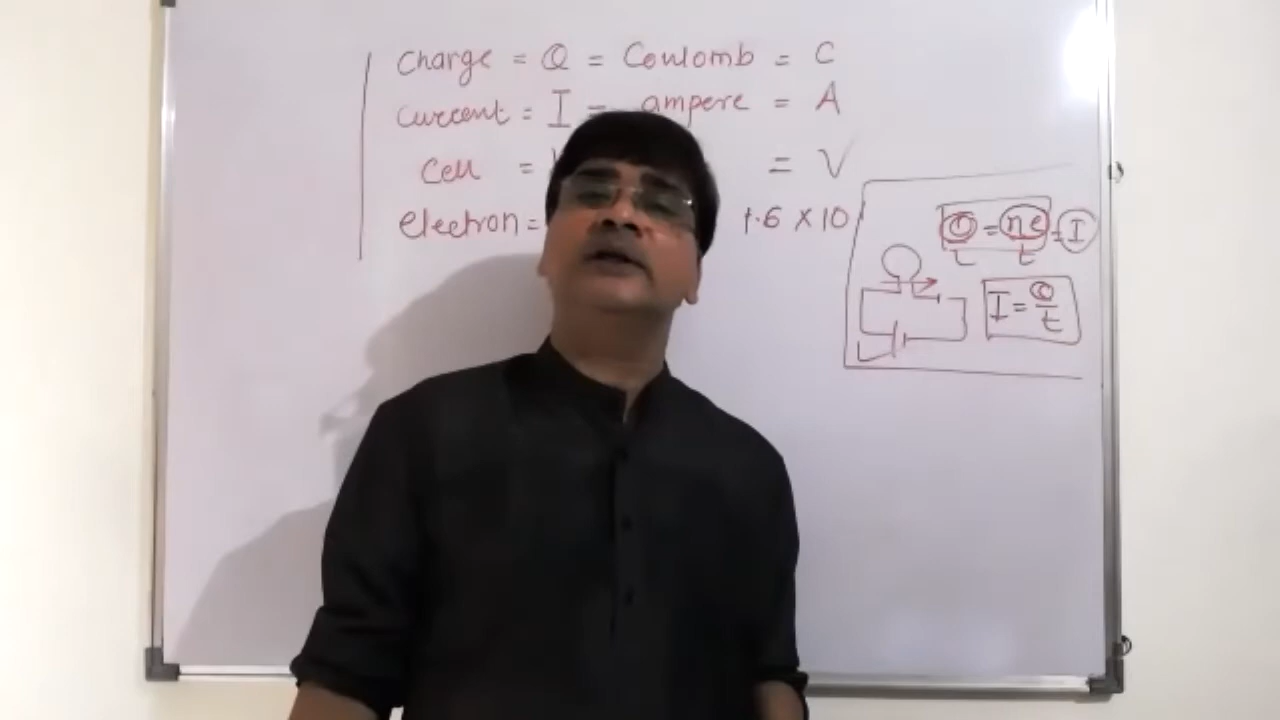 Charge = Q = Coulomb = C
Current = I = ampere = A
Cell = = V
electron = 1.6 × 10
Q/t = ne/t = I
I = Q/t